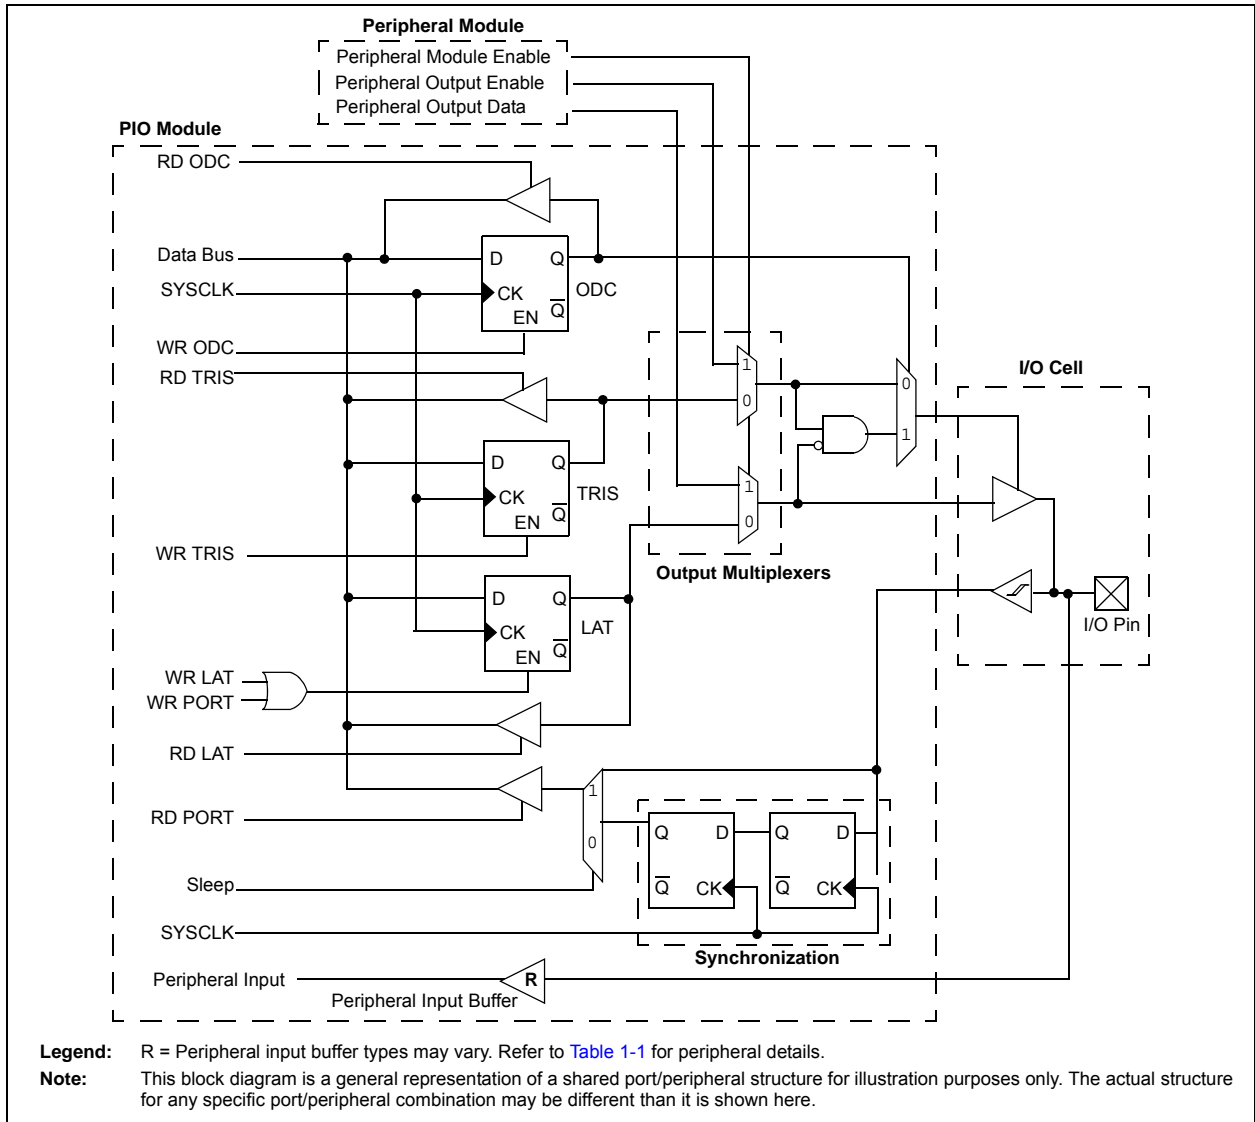 Peripheral Module
Peripheral Module Enable
Peripheral Output Enable
Peripheral Output Data
PIO Module
RD ODC
Data Bus
D
Q
SYSCLK
CK
Q
ODC
EN
WR ODC
RD TRIS
1
0
I/O Cell
0
1
D
Q
CK
Q
TRIS
EN
WR TRIS
1
0
Output Multiplexers
D
Q
CK
Q
LAT
EN
I/O Pin
WR LAT
WR PORT
RD LAT
RD PORT
1
0
Q
D
Q
D
Sleep
Q
CK
Q
CK
SYSCLK
Synchronization
Peripheral Input
R
Peripheral Input Buffer
Legend: R = Peripheral input buffer types may vary. Refer to Table 1-1 for peripheral details.
Note: This block diagram is a general representation of a shared port/peripheral structure for illustration purposes only. The actual structure
for any specific port/peripheral combination may be different than it is shown here.